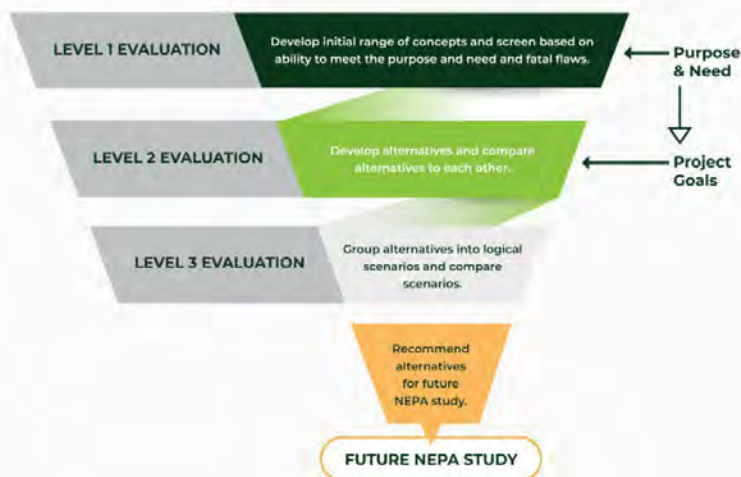 LEVEL 1 EVALUATION
Develop initial range of concepts and screen based on
ability to meet the purpose and need and fatal flaws.
Purpose
& Need
LEVEL 2 EVALUATION
Develop alternatives and compare
alternatives to each other.
Project
Goals
LEVEL 3 EVALUATION
Group alternatives into logical
scenarios and compare
scenarios.
Recommend
alternatives
for future
NEPA study.
FUTURE NEPA STUDY